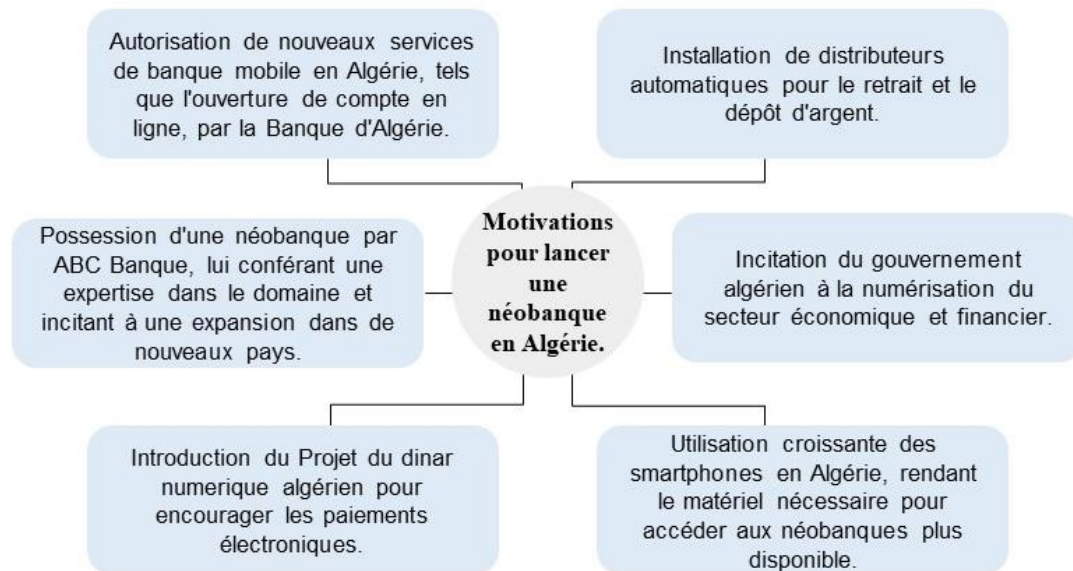 Autorisation de nouveaux services
de banque mobile en Algérie, tels
que l'ouverture de compte en
ligne, par la Banque d'Algérie.
Installation de distributeurs
automatiques pour le retrait et le
dépôt d'argent.
Possession d'une néobanque par
ABC Banque, lui conférant une
expertise dans le domaine et
incitant à une expansion dans de
nouveaux pays.
Motivations
pour lancer
une
néobanque
en Algérie.
Incitation du gouvernement
algérien à la numérisation du
secteur économique et financier.
Introduction du Projet du dinar
numerique algérien pour
encourager les paiements
électroniques.
Utilisation croissante des
smartphones en Algérie, rendant
le matériel nécessaire pour
accéder aux néobanques plus
disponible.